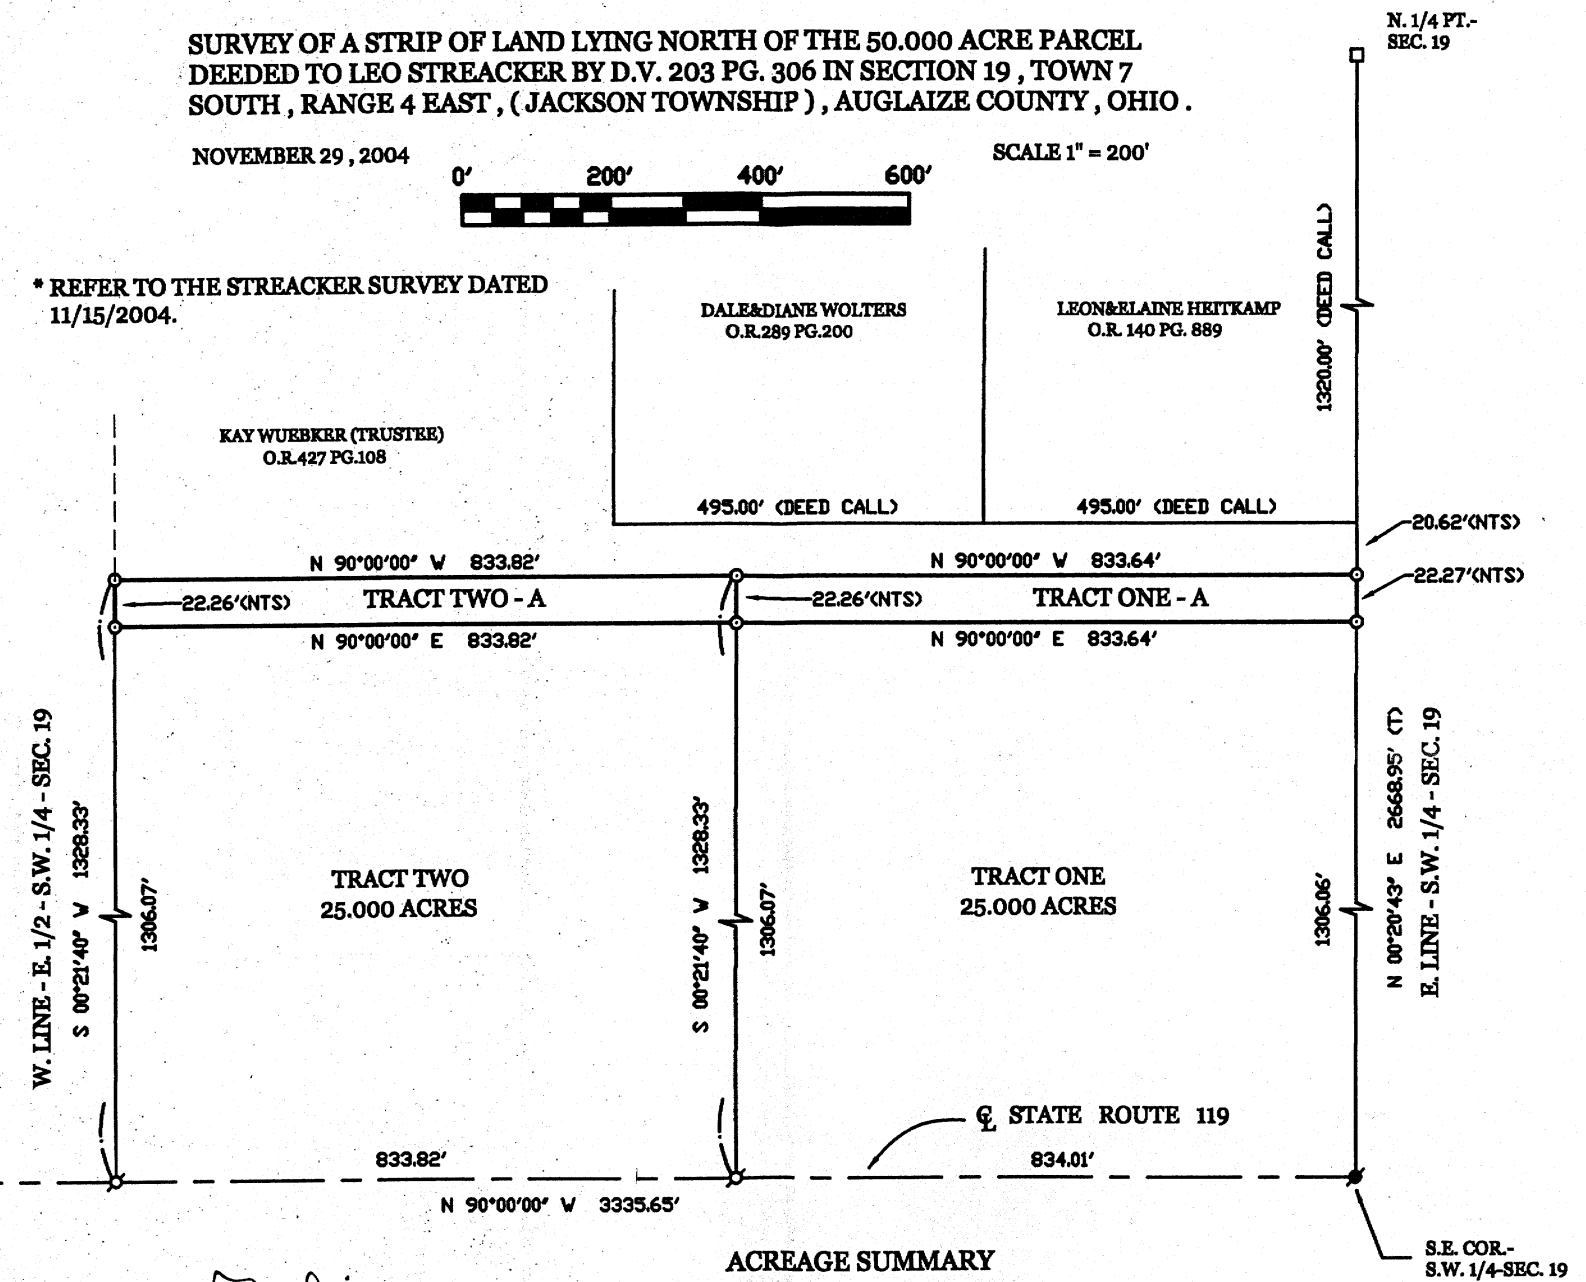 N. 1/4 PT.-
SEC. 19
SURVEY OF A STRIP OF LAND LYING NORTH OF THE 50.000 ACRE PARCEL
DEEDED TO LEO STREACKER BY D.V. 203 PG. 306 IN SECTION 19 , TOWN 7
SOUTH , RANGE 4 EAST , ( JACKSON TOWNSHIP ) , AUGLAIZE COUNTY , OHIO .
NOVEMBER 29 , 2004
SCALE 1" = 200'
0' 200' 400' 600'
* REFER TO THE STREACKER SURVEY DATED
11/15/2004.
1320.00' (DEED CALL)
DALE&DIANE WOLTERS
O.R.289 PG.200
LEON&ELAINE HEITKAMP
O.R. 140 PG. 889
KAY WUEBKER (TRUSTEE)
O.R.427 PG.108
495.00' (DEED CALL)
495.00' (DEED CALL)
20.62'(NTS)
N 90°00'00" W 833.82'
N 90°00'00" W 833.64'
22.27'(NTS)
22.26'(NTS)
TRACT TWO - A
22.26'(NTS)
TRACT ONE - A
N 90°00'00" E 833.82'
N 90°00'00" E 833.64'
W. LINE - E. 1/2 - S.W. 1/4 - SEC. 19
S 00°21'40" W 1328.33'
1306.07'
TRACT TWO
25.000 ACRES
S 00°21'40" W 1328.33'
1306.07'
TRACT ONE
25.000 ACRES
1306.06'
N 00°20'43" E 2668.95' (T)
E. LINE - S.W. 1/4 - SEC. 19
℄ STATE ROUTE 119
833.82'
834.01'
N 90°00'00" W 3335.65'
S.E. COR.-
S.W. 1/4-SEC. 19
ACREAGE SUMMARY